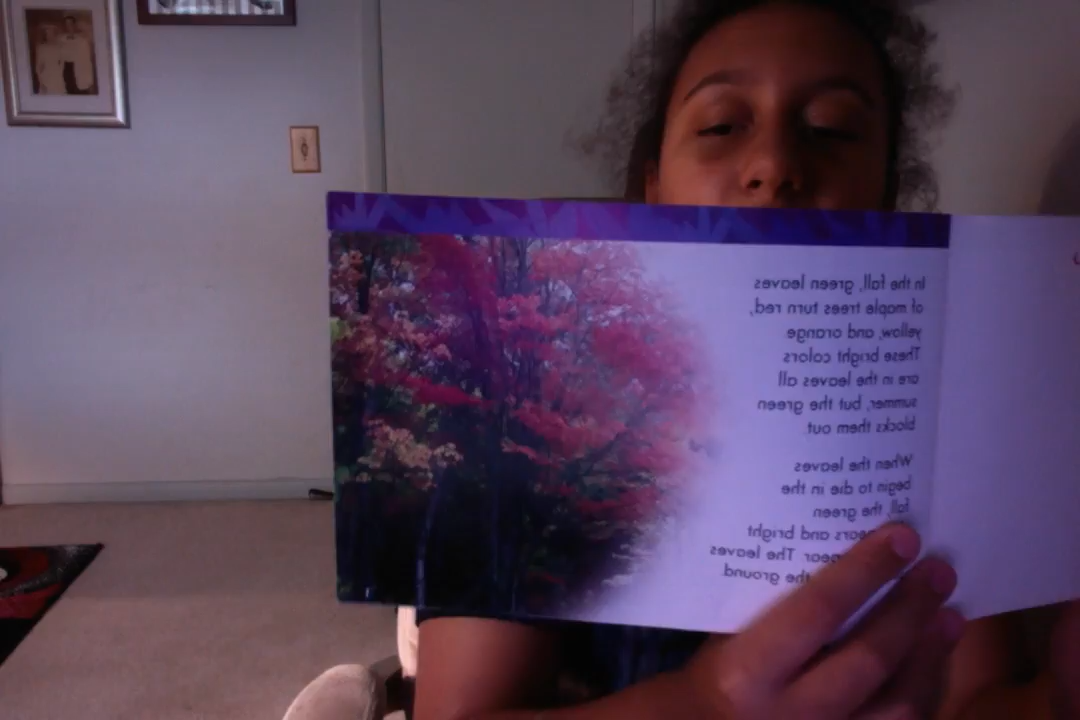 In the fall, green leaves
of maple trees turn red,
yellow, and orange
These bright colors
are in the leaves all
summer, but the green
blocks them out.
When the leaves
begin to die in the
fall, the green
and bright
The leaves
the ground.